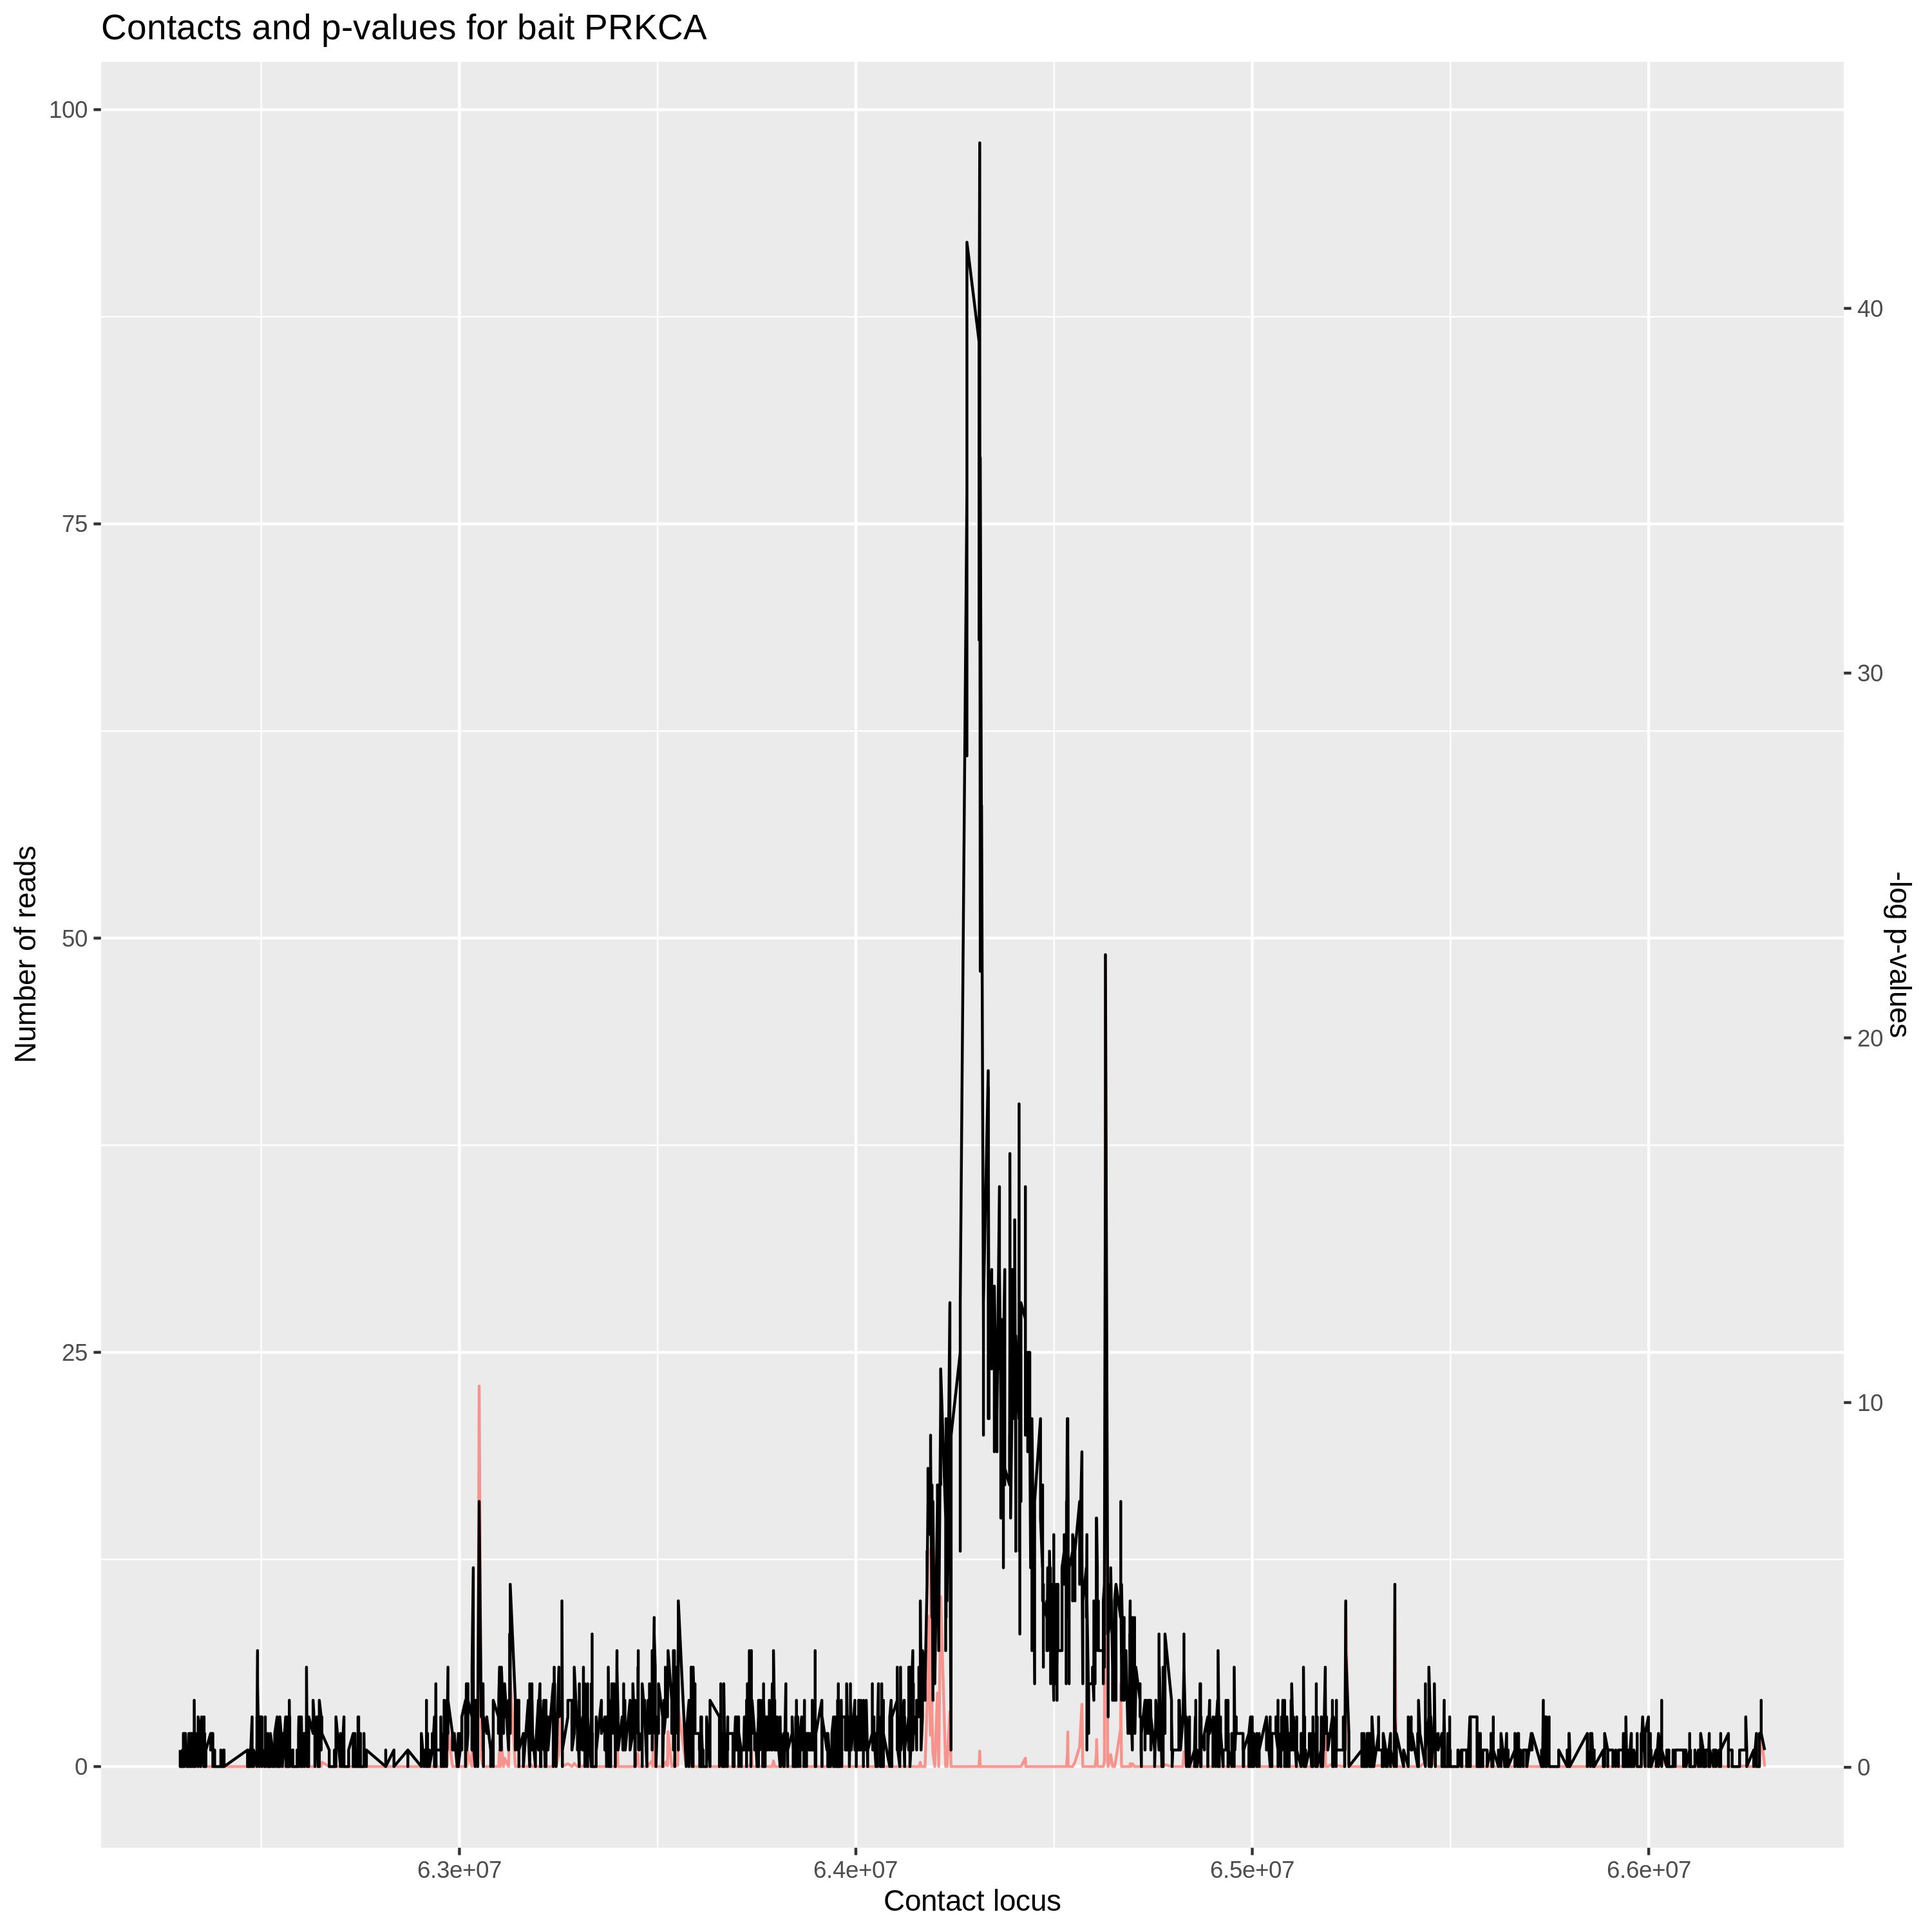 Contacts and p-values for bait PRKCA
100
75
50
25
0
Number of reads
40
30
20
10
0
-log p-values
6.3e+07
6.4e+07
6.5e+07
6.6e+07
Contact locus